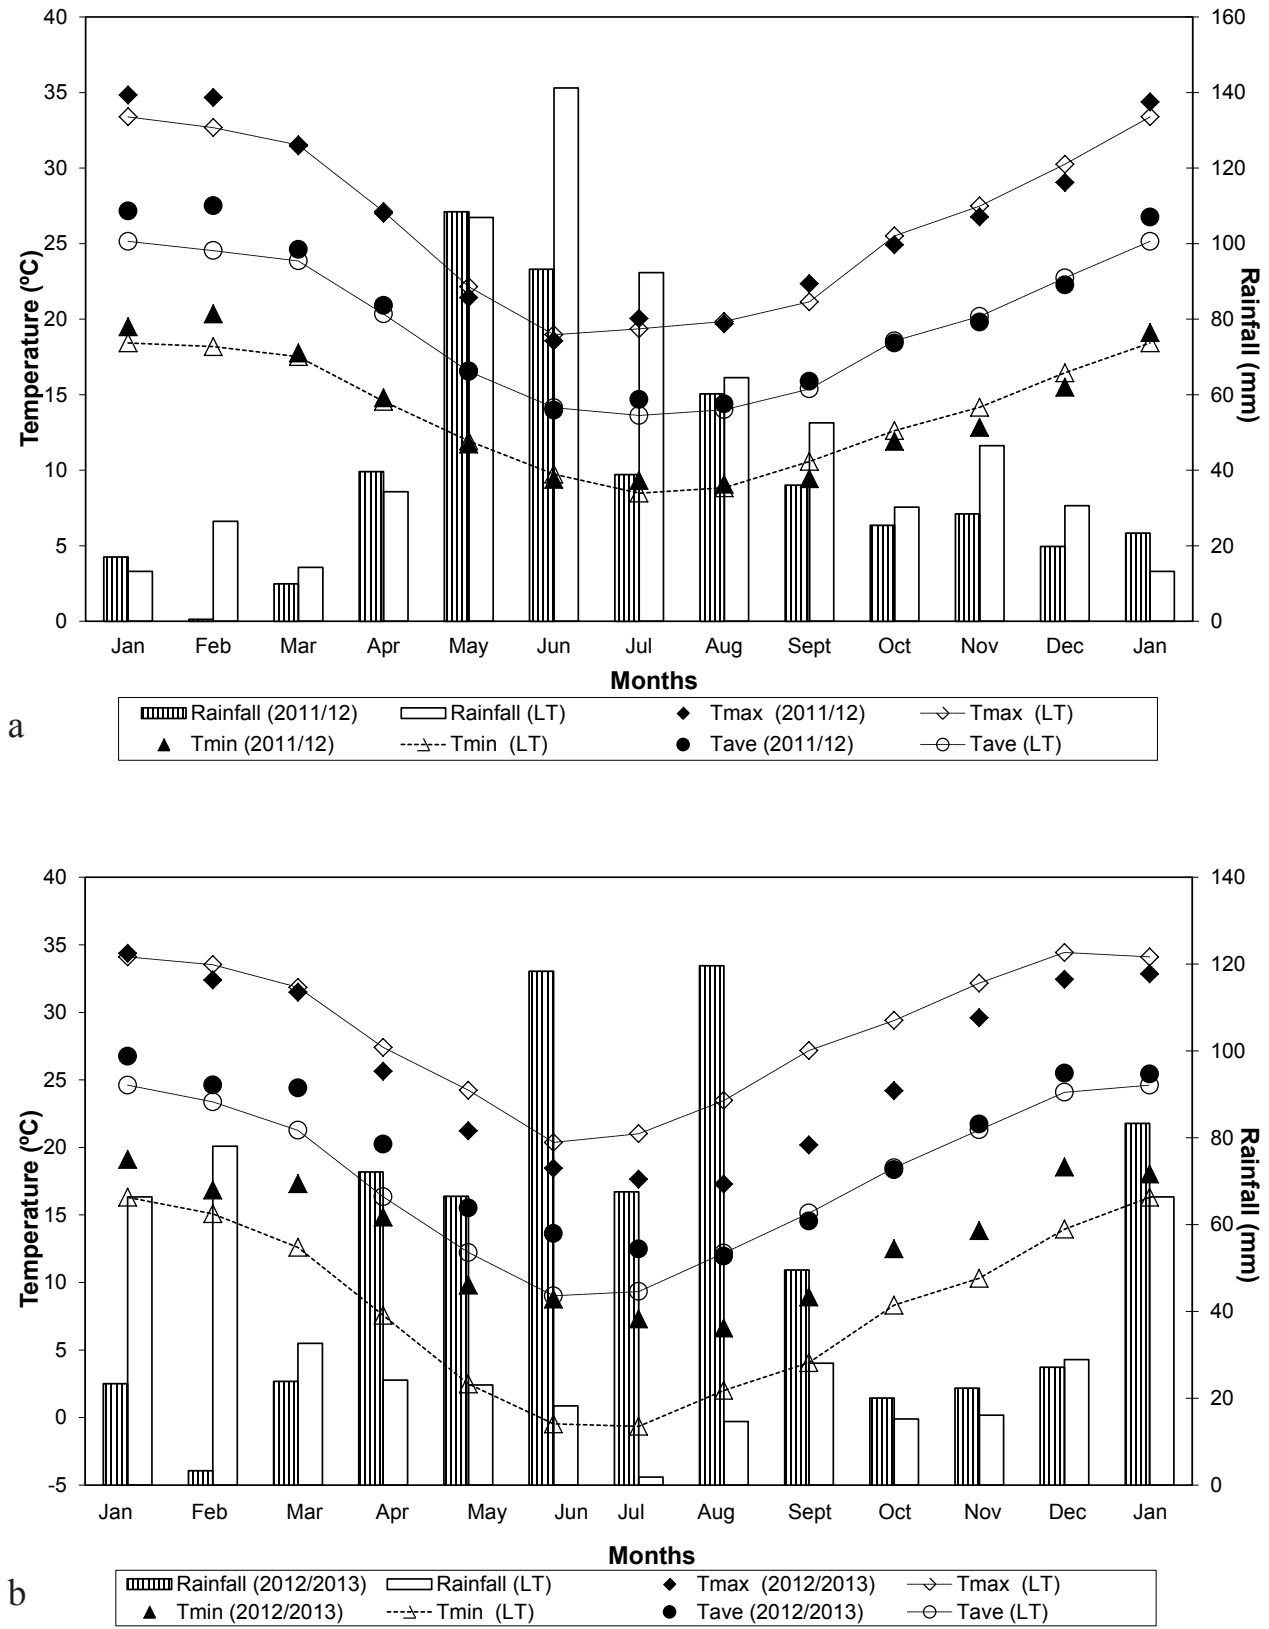 40 160
35 140
30 120
25 100
20 80
15 60
10 40
5 20
0 0
Temperature (ºC)
Rainfall (mm)
Jan Feb Mar Apr May Jun Jul Aug Sept Oct Nov Dec Jan
Months
a
Rainfall (2011/12) Rainfall (LT) Tmax (2011/12) Tmax (LT)
Tmin (2011/12) Tmin (LT) Tave (2011/12) Tave (LT)
40 140
35 120
30 100
25 80
20 60
15 40
10 20
5 0
0
-5
Temperature (ºC)
Rainfall (mm)
Jan Feb Mar Apr May Jun Jul Aug Sept Oct Nov Dec Jan
Months
b
Rainfall (2012/2013) Rainfall (LT) Tmax (2012/2013) Tmax (LT)
Tmin (2012/2013) Tmin (LT) Tave (2012/2013) Tave (LT)